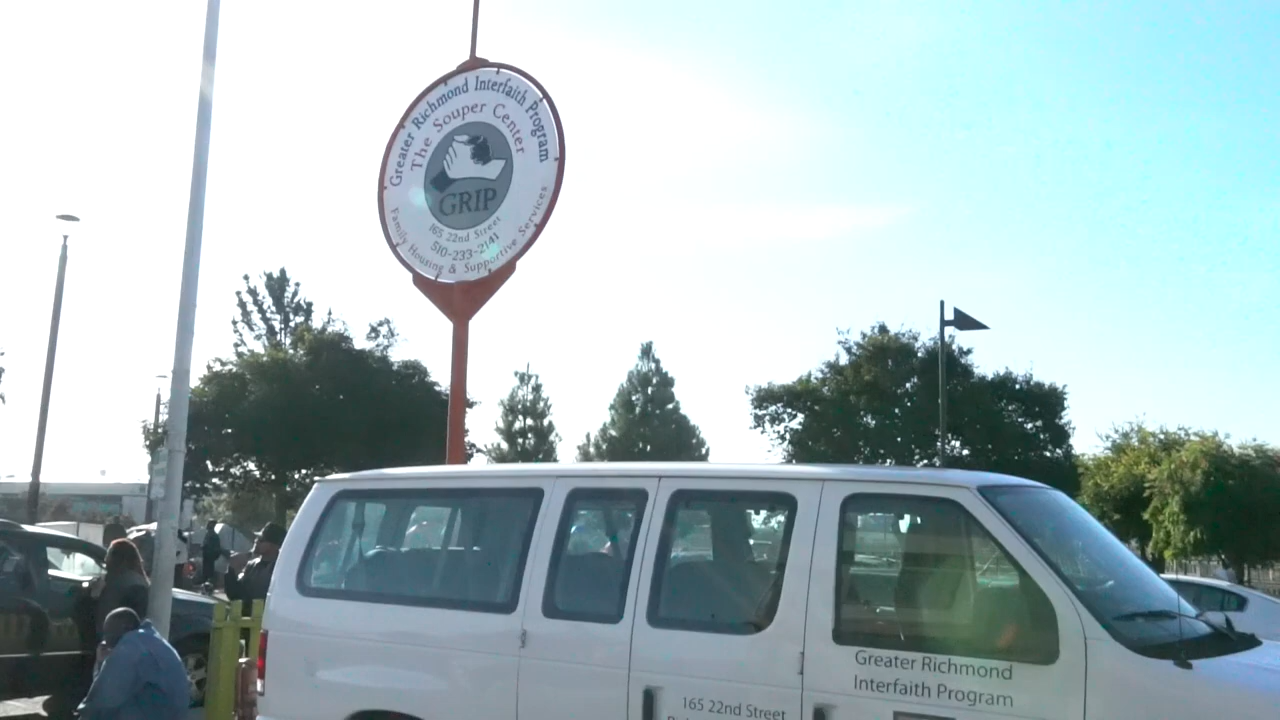 Greater Richmond Interfaith Program
The Souper Center
GRIP
165 22nd Street
510-233-2141
Family Housing & Supportive Services
Greater Richmond
Interfaith Program
165 22nd Street